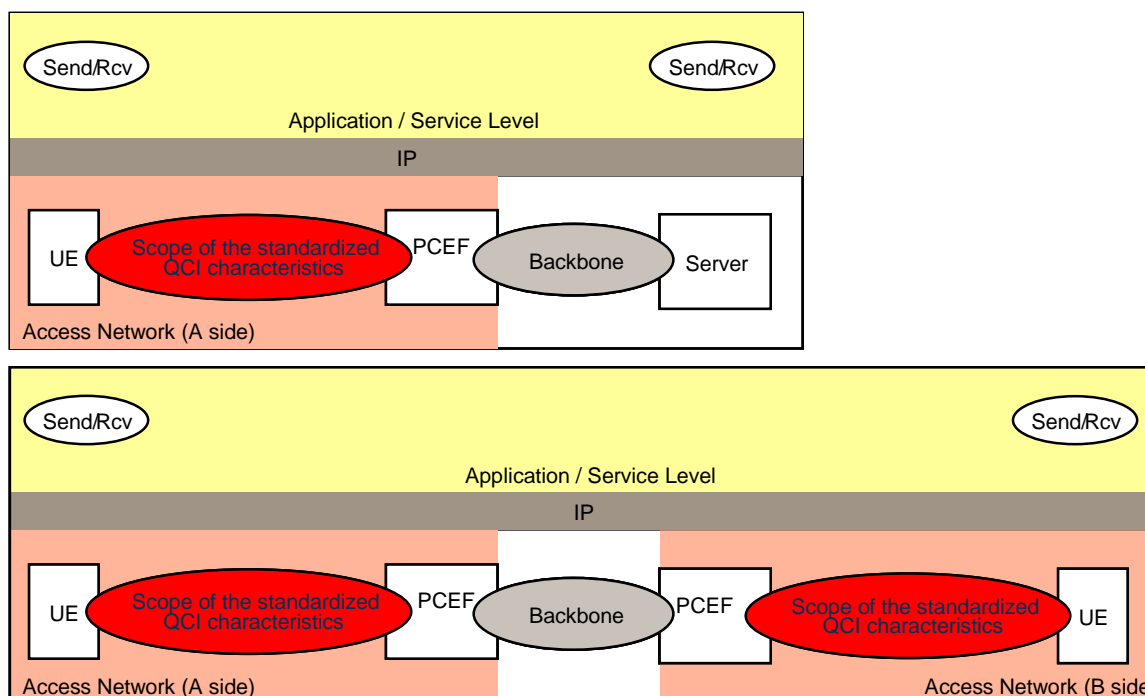 Send/Rcv
Send/Rcv
Application / Service Level
IP
UE
Scope of the standardized
QCI characteristics
PCEF
Backbone
Server
Access Network (A side)
Send/Rcv
Send/Rcv
Application / Service Level
IP
UE
Scope of the standardized
QCI characteristics
PCEF
Backbone
PCEF
Scope of the standardized
QCI characteristics
UE
Access Network (A side)
Access Network (B side